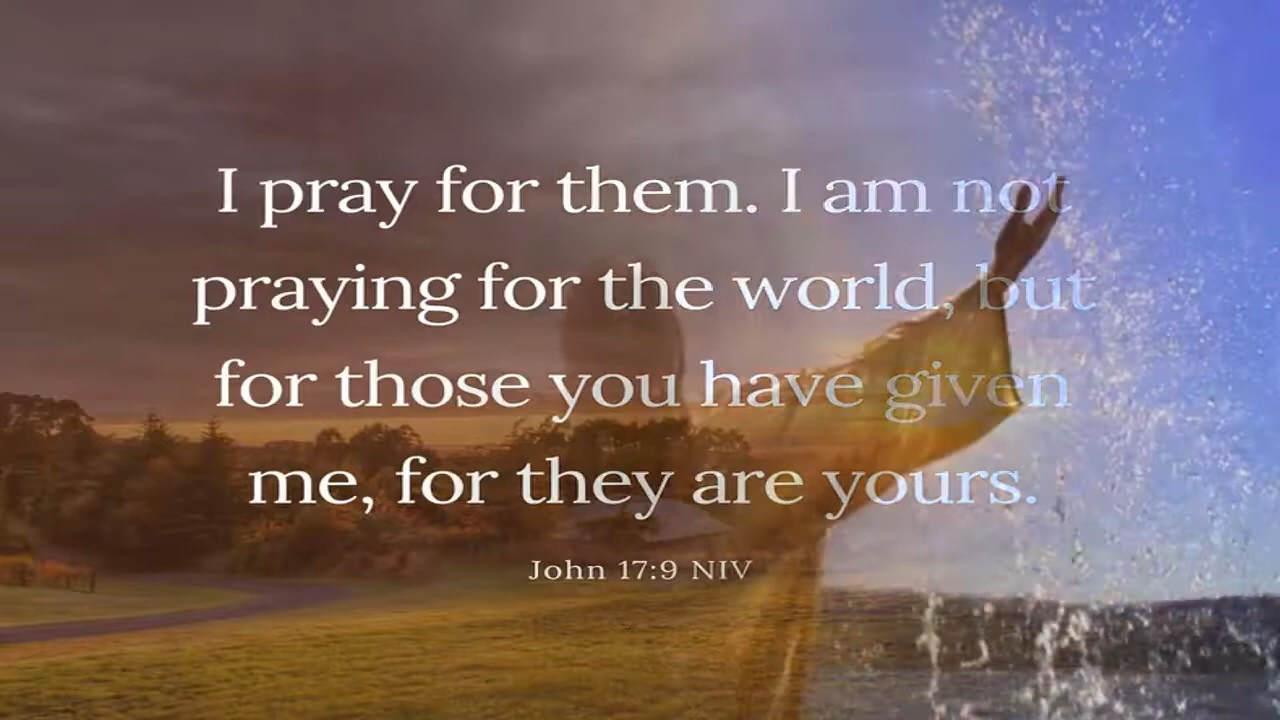 I pray for them. I am not
praying for the world, but
for those you have given
me, for they are yours.
John 17:9 NIV